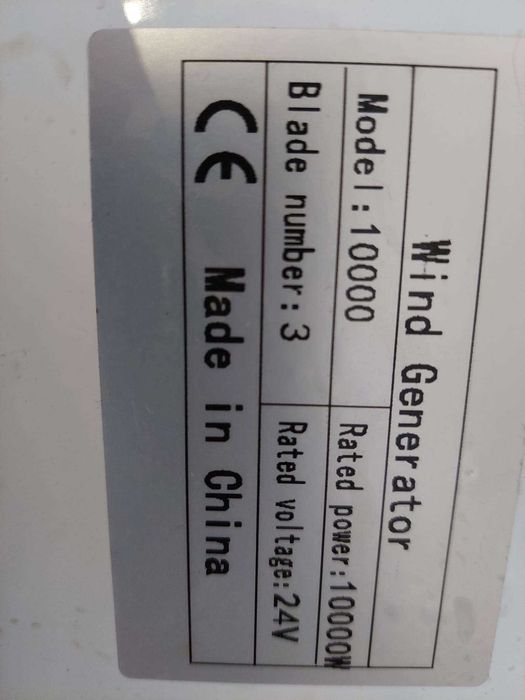 Wind Generator
Model:10000 Rated power:10000W
Blade number:3 Rated voltage:24V
CE Made in China